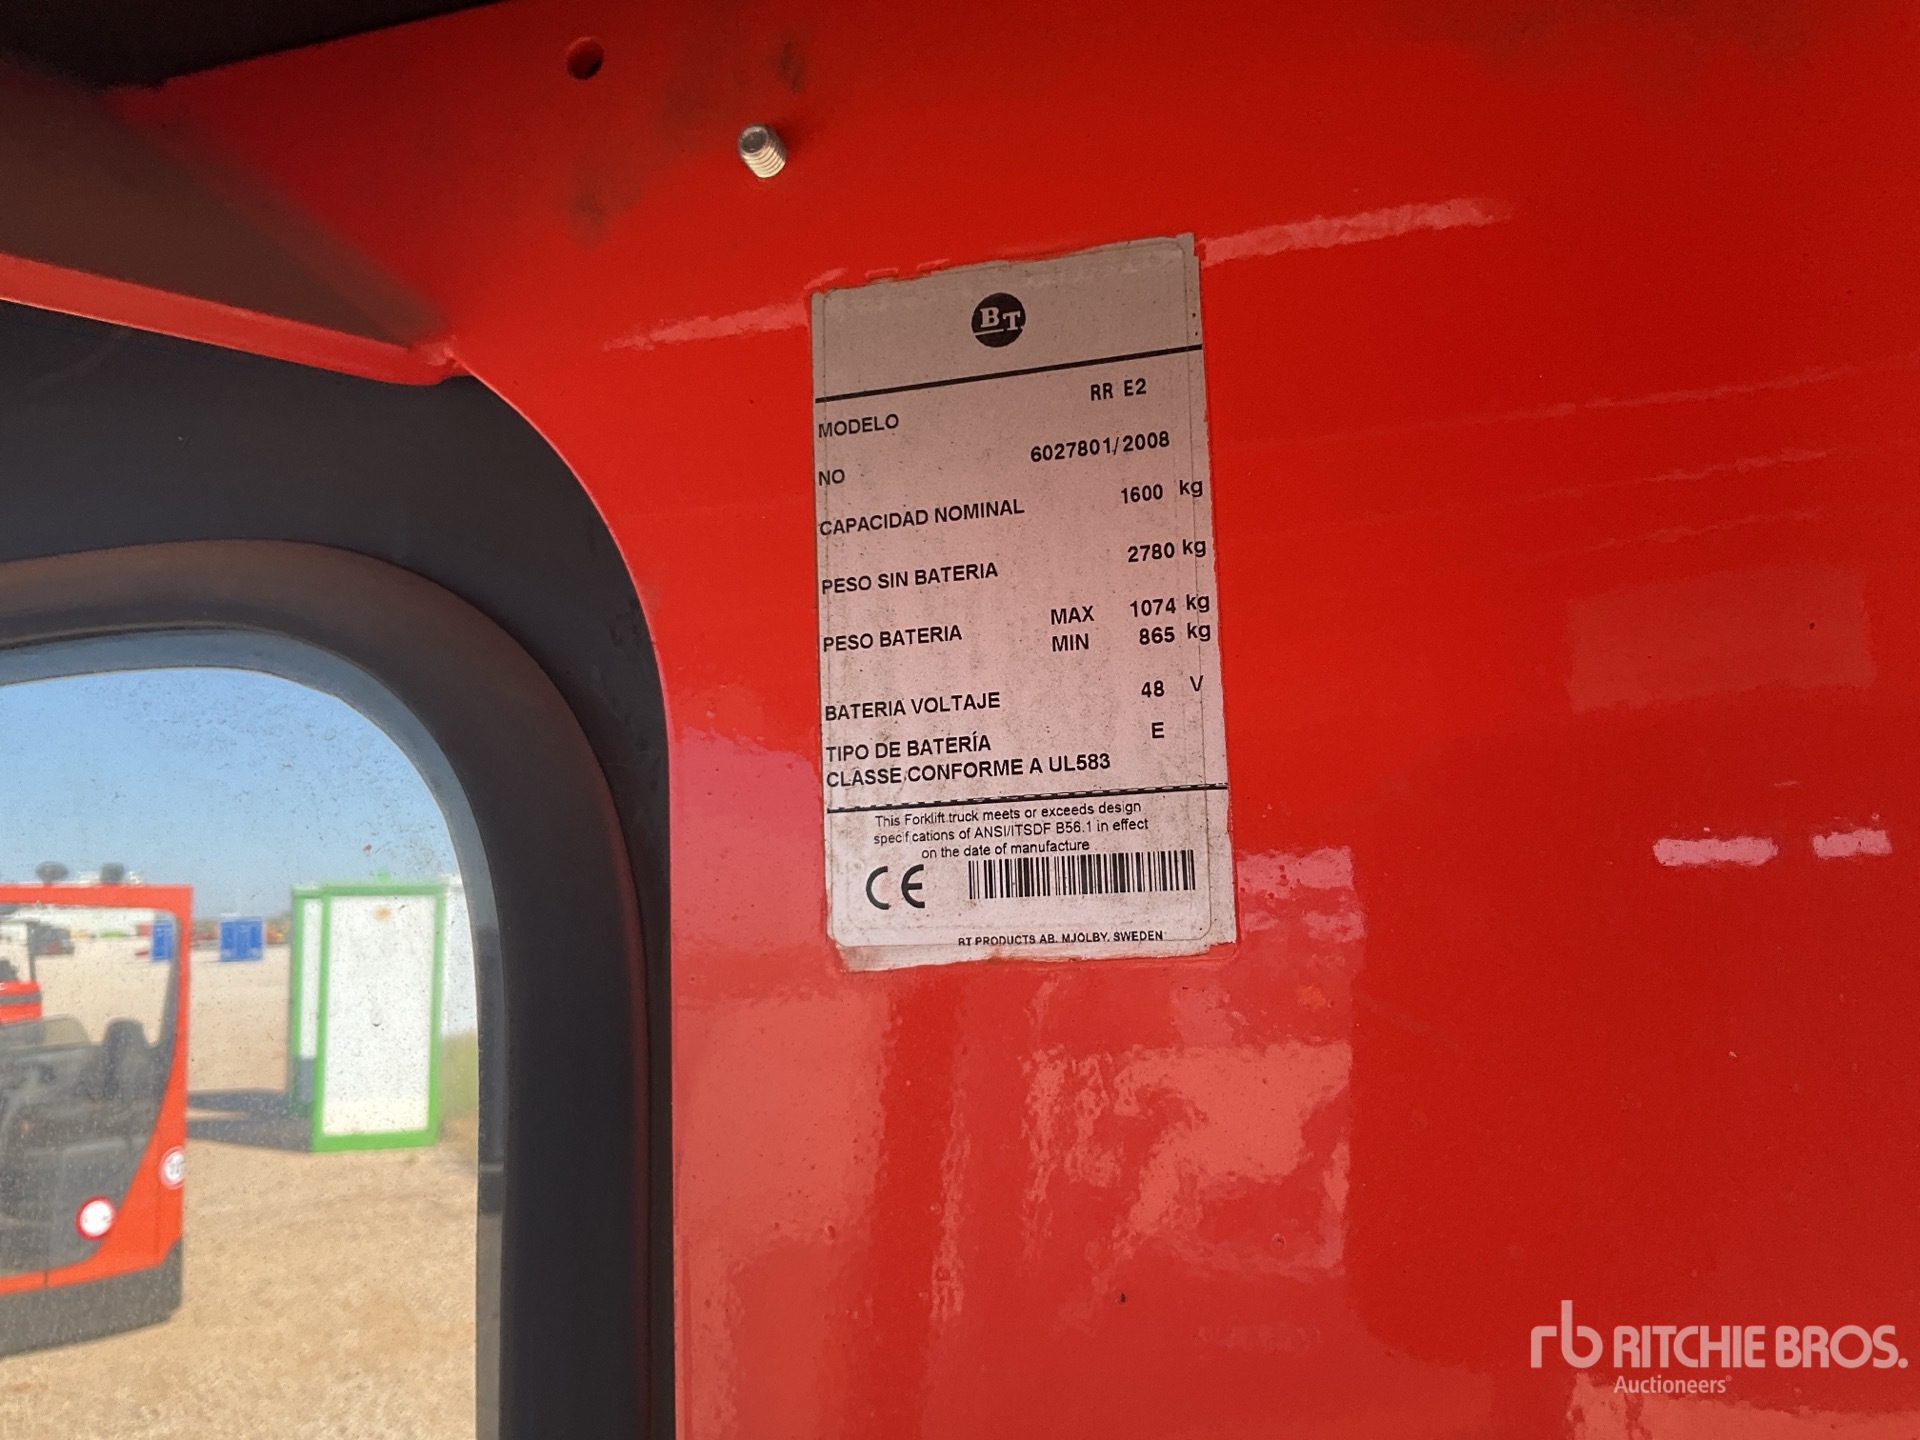 BT
MODELO RR E2
NO 6027801/2008
CAPACIDAD NOMINAL 1600 kg
PESO SIN BATERIA 2780 kg
PESO BATERIA MAX 1074 kg
MIN 865 kg
BATERIA VOLTAJE 48 V
TIPO DE BATERÍA E
CLASSE,CONFORME A UL583
This Forklift truck meets or exceeds design
specifications of ANSI/ITSDF B56.1 in effect
on the date of manufacture
CE
BT PRODUCTS AB. MJOLBY. SWEDEN
rb RITCHIE BROS.
Auctioneers